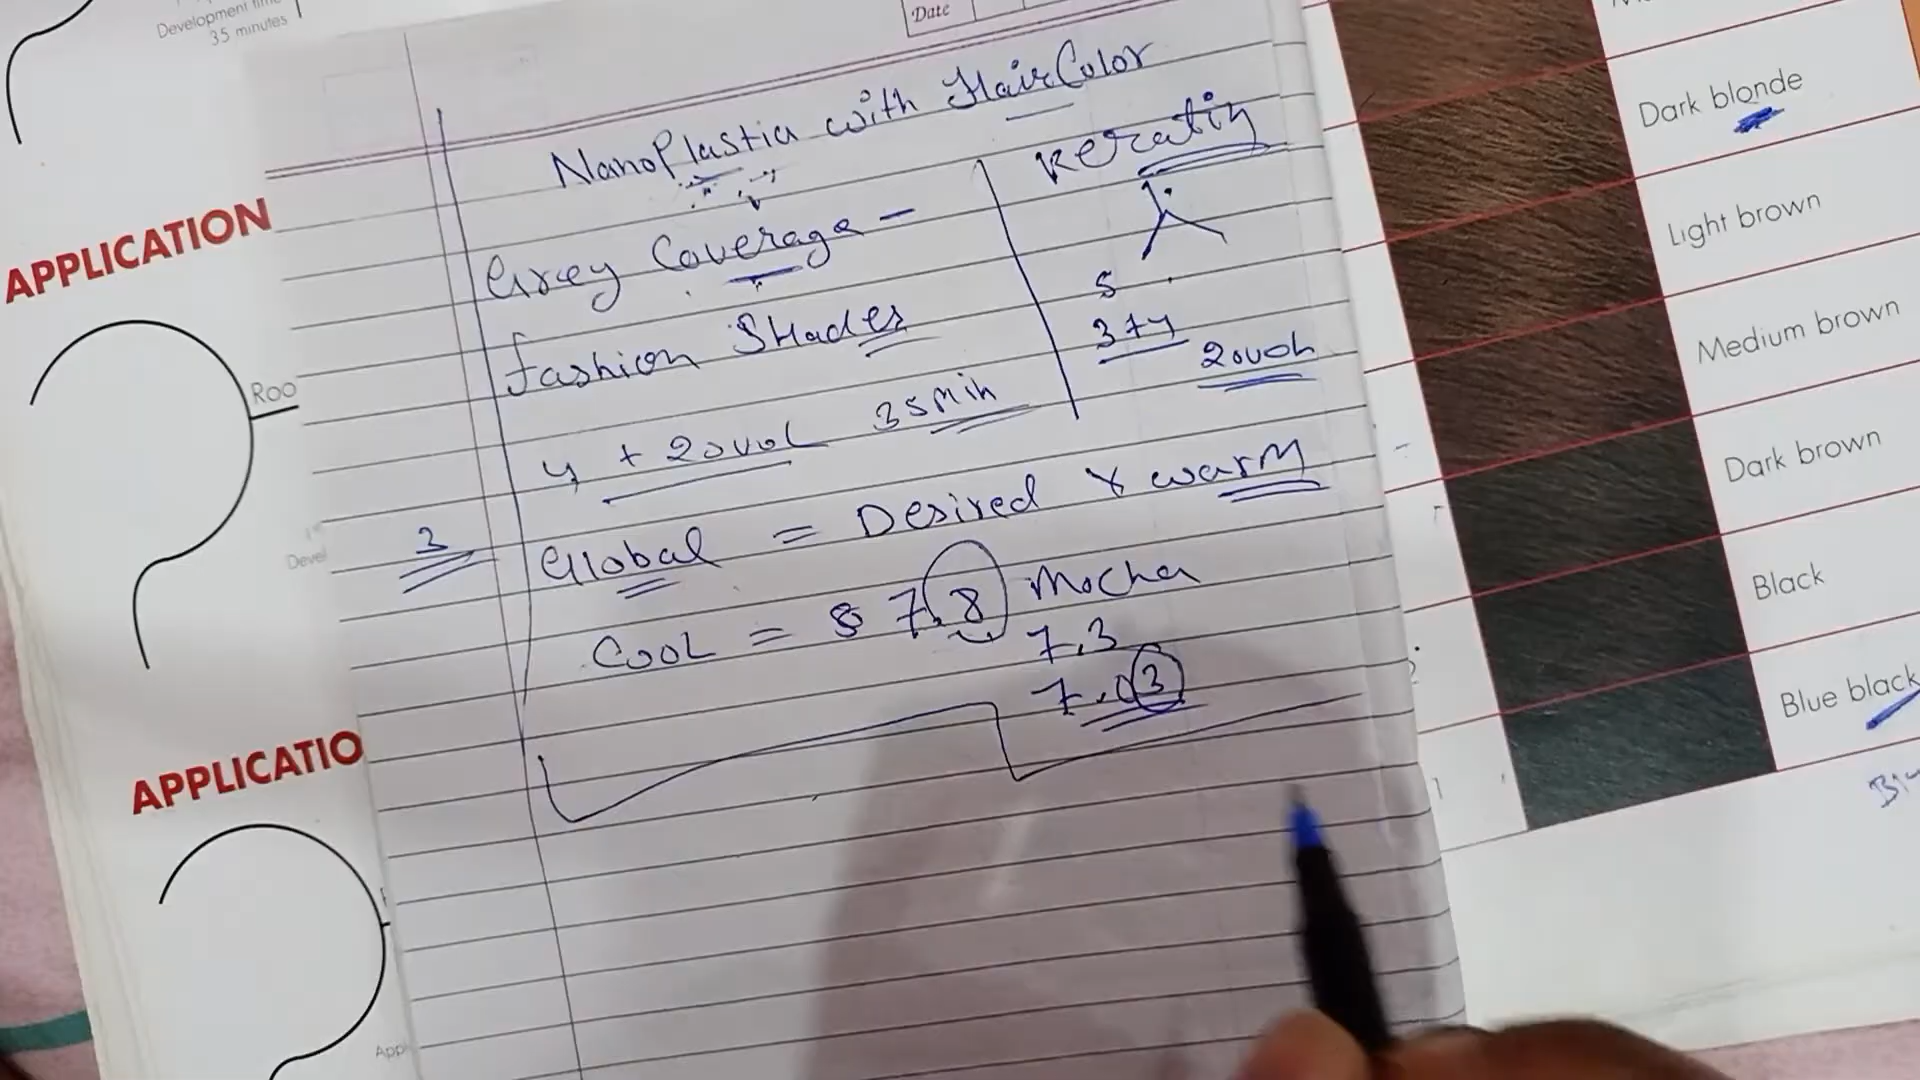 Development time
35 minutes
Date
NanoPlastia with HairColor
Keratin
Grey Coverage -
fashion Shades
5
3+4
20vol
4 + 20vol 35Min
3
Global = Desired x warm
Cool = 8 7.8 Mocha
7.3
7.03
APPLICATION
Roo
Devel
APPLICATIO
App
Dark blonde
Light brown
Medium brown
Dark brown
Black
Blue black